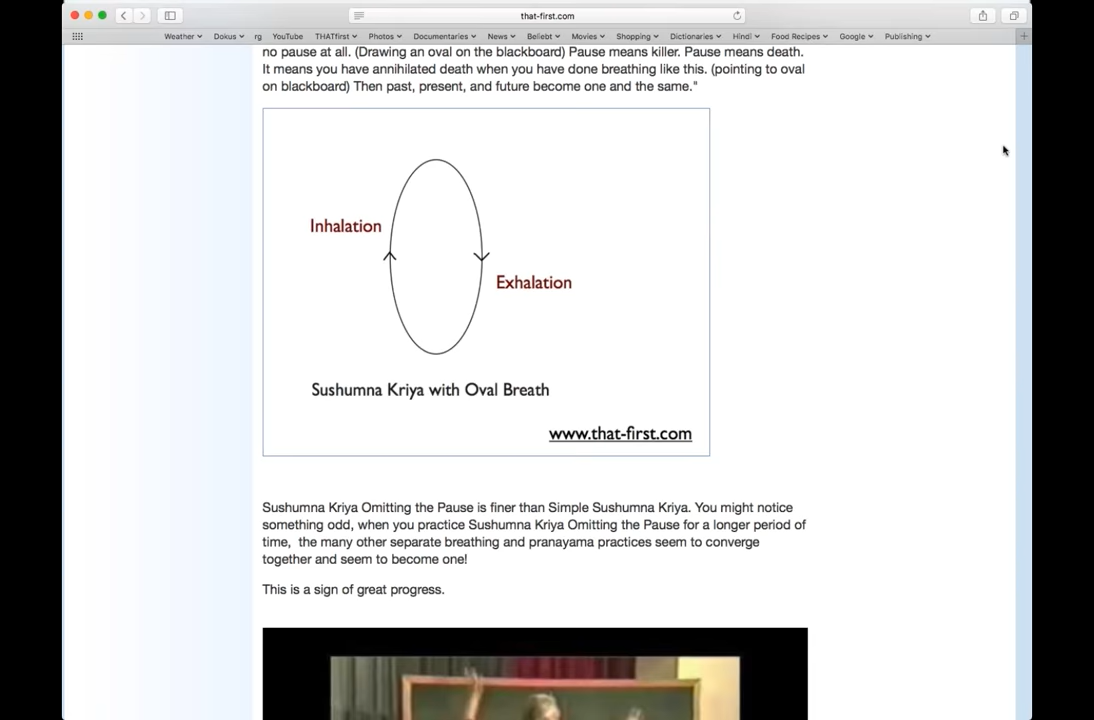 that-first.com
Weather Dokus rg YouTube THATfirst Photos Documentaries News Beliebt Movies Shopping Dictionaries Hindi Food Recipes Google Publishing
no pause at all. (Drawing an oval on the blackboard) Pause means killer. Pause means death.
It means you have annihilated death when you have done breathing like this. (pointing to oval
on blackboard) Then past, present, and future become one and the same."
Inhalation
Exhalation
Sushumna Kriya with Oval Breath
www.that-first.com
Sushumna Kriya Omitting the Pause is finer than Simple Sushumna Kriya. You might notice
something odd, when you practice Sushumna Kriya Omitting the Pause for a longer period of
time, the many other separate breathing and pranayama practices seem to converge
together and seem to become one!
This is a sign of great progress.